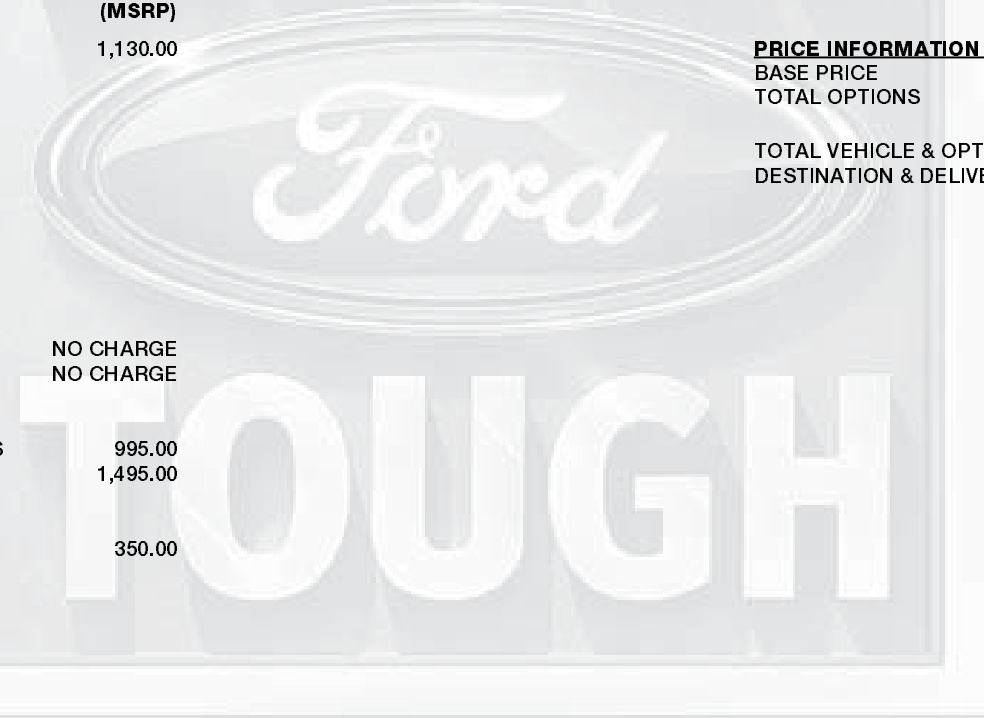 (MSRP)
1,130.00
NO CHARGE
NO CHARGE
995.00
1,495.00
350.00
PRICE INFORMATION
BASE PRICE
TOTAL OPTIONS
TOTAL VEHICLE & OPT
DESTINATION & DELIVE
Ford
TOUGH